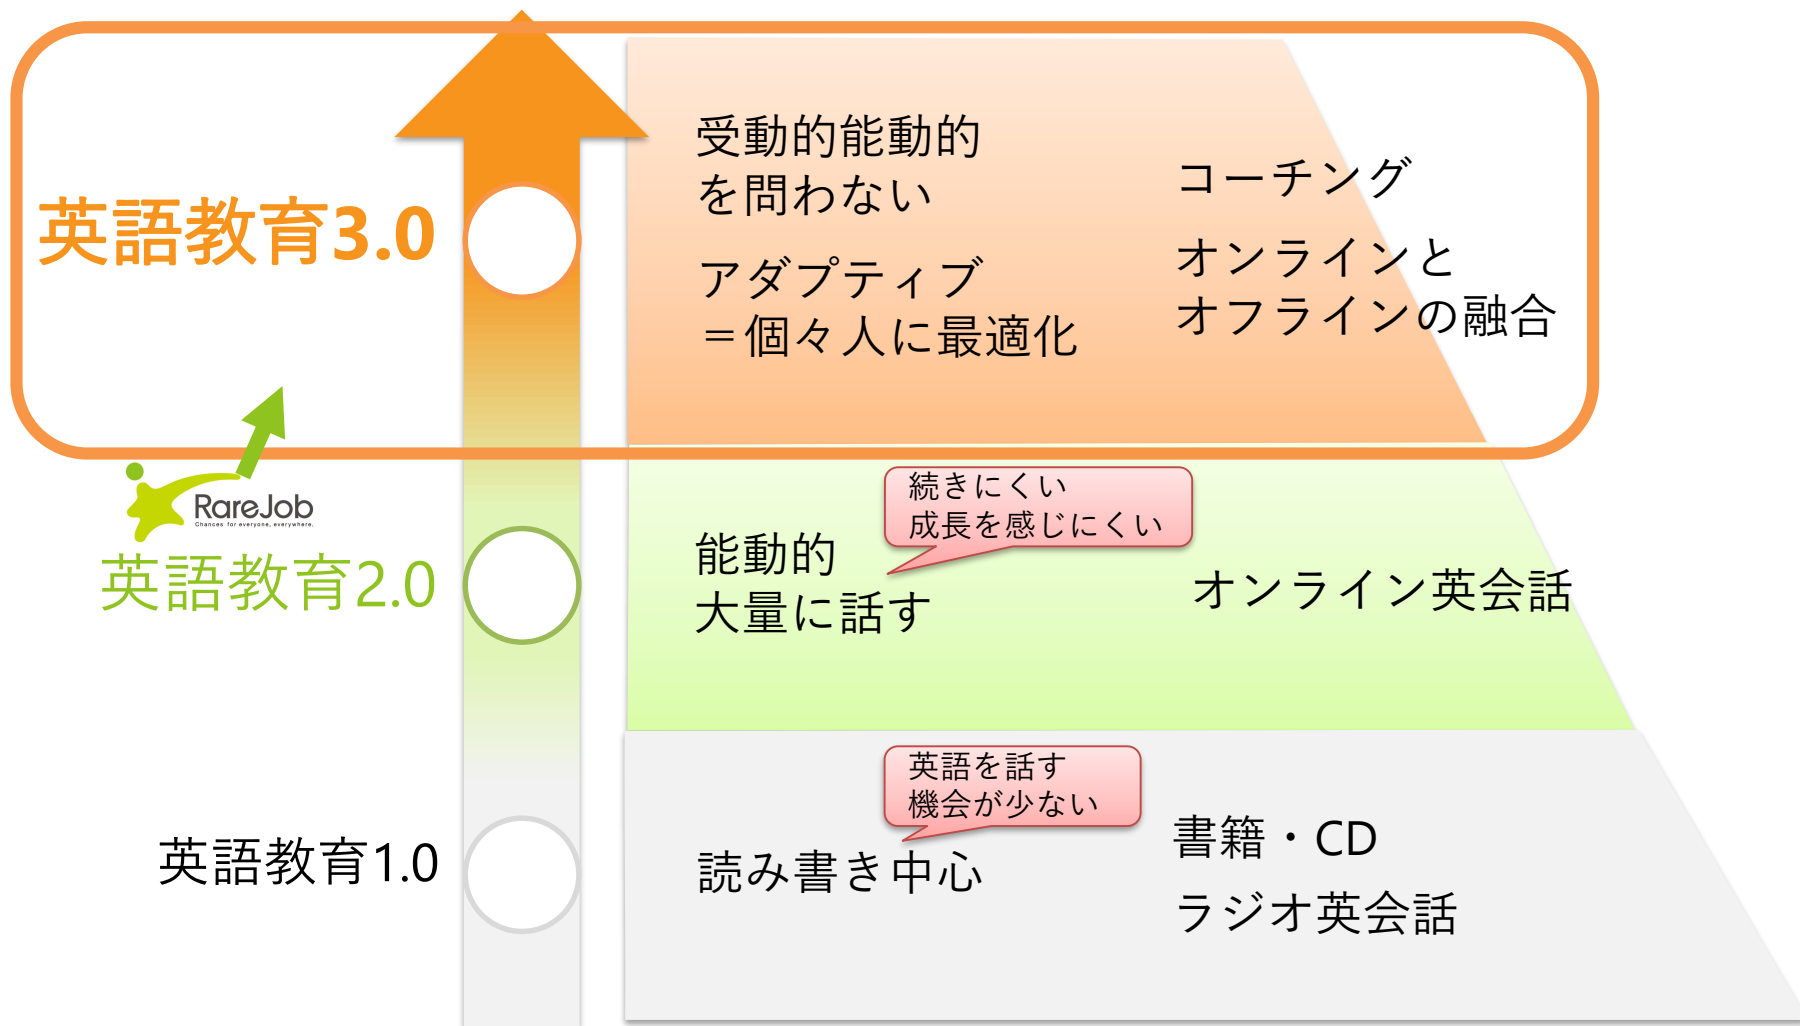 英語教育3.0
受動的能動的
を問わない
アダプティブ
＝個々人に最適化
コーチング
オンラインと
オフラインの融合
RareJob
Chances for everyone, everywhere.
英語教育2.0
続きにくい
成長を感じにくい
能動的
大量に話す
オンライン英会話
英語教育1.0
英語を話す
機会が少ない
読み書き中心
書籍・CD
ラジオ英会話